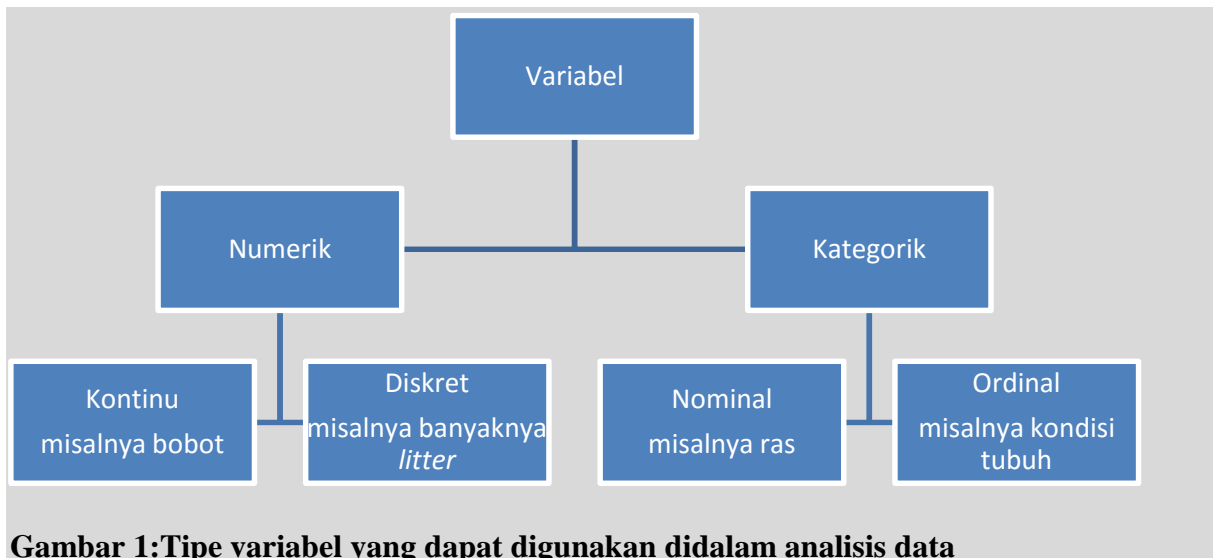 Variabel
Numerik
Kategorik
Kontinu
misalnya bobot
Diskret
misalnya banyaknya
litter
Nominal
misalnya ras
Ordinal
misalnya kondisi
tubuh
Gambar 1:Tipe variabel yang dapat digunakan didalam analisis data